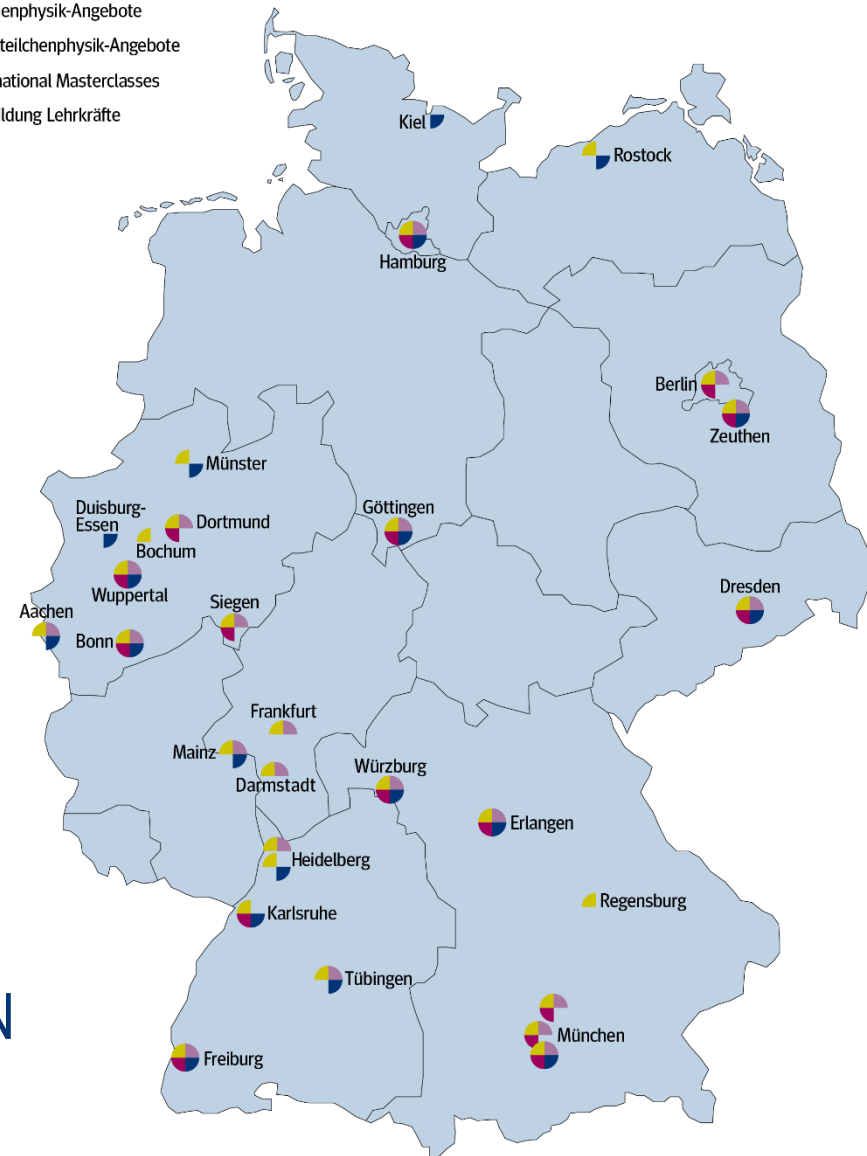 enphysik-Angebote
teilchenphysik-Angebote
national Masterclasses
ildung Lehrkräfte
Kiel
Rostock
Hamburg
Berlin
Zeuthen
Münster
Duisburg-
Essen
Dortmund
Göttingen
Bochum
Wuppertal
Dresden
Siegen
Aachen
Bonn
Frankfurt
Mainz
Darmstadt
Würzburg
Erlangen
Heidelberg
Regensburg
Karlsruhe
Tübingen
N
München
Freiburg